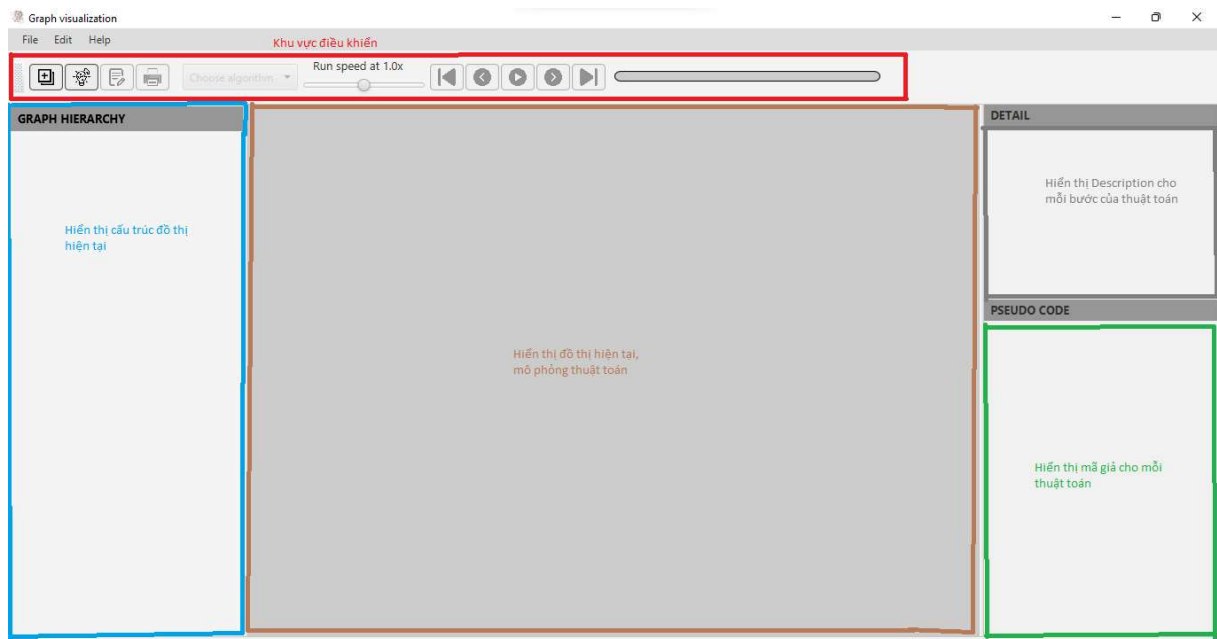 Graph visualization
File Edit Help
Khu vực điều khiển
Choose algorithm
Run speed at 1.0x
GRAPH HIERARCHY
Hiển thị cấu trúc đồ thị
hiện tại
Hiển thị đồ thị hiện tại,
mô phỏng thuật toán
DETAIL
Hiển thị Description cho
mỗi bước của thuật toán
PSEUDO CODE
Hiển thị mã giả cho mỗi
thuật toán